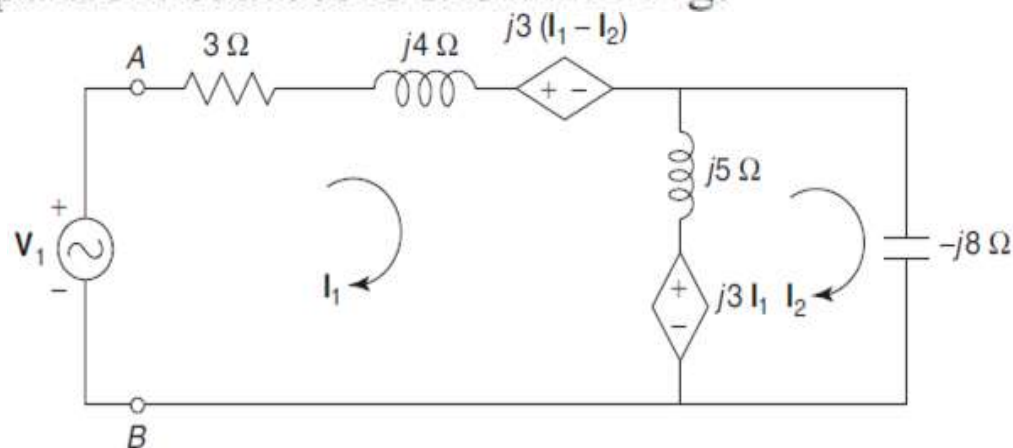 j3 (I₁ – I₂)
3 Ω
j4 Ω
A
+ –
j5 Ω
+
V₁
–
I₁
+
–
j3 I₁ I₂
–j8 Ω
B